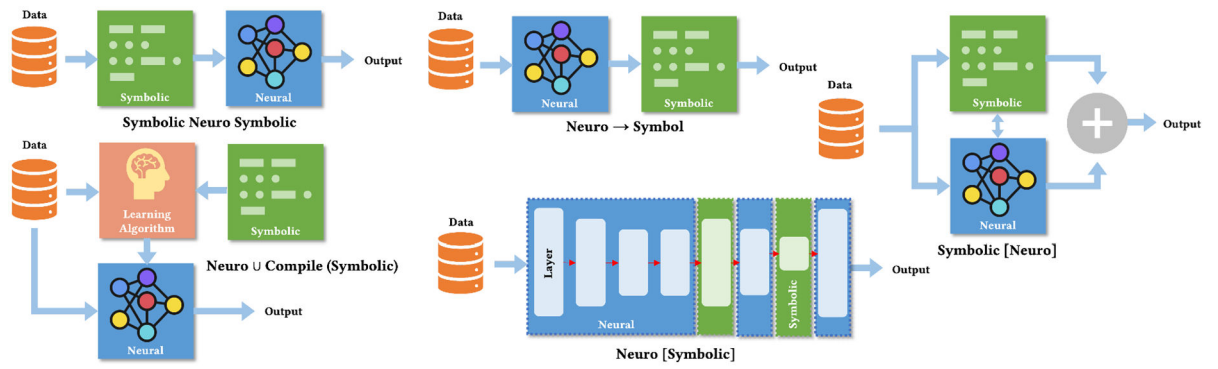 Data
Symbolic
Neural
Output
Symbolic Neuro Symbolic
Data
Neural
Symbolic
Output
Neuro → Symbol
Data
Symbolic
Neural
Output
Symbolic [Neuro]
Data
Learning
Algorithm
Symbolic
Neuro ∪ Compile (Symbolic)
Neural
Output
Data
Layer
Neural
Symbolic
Output
Neuro [Symbolic]